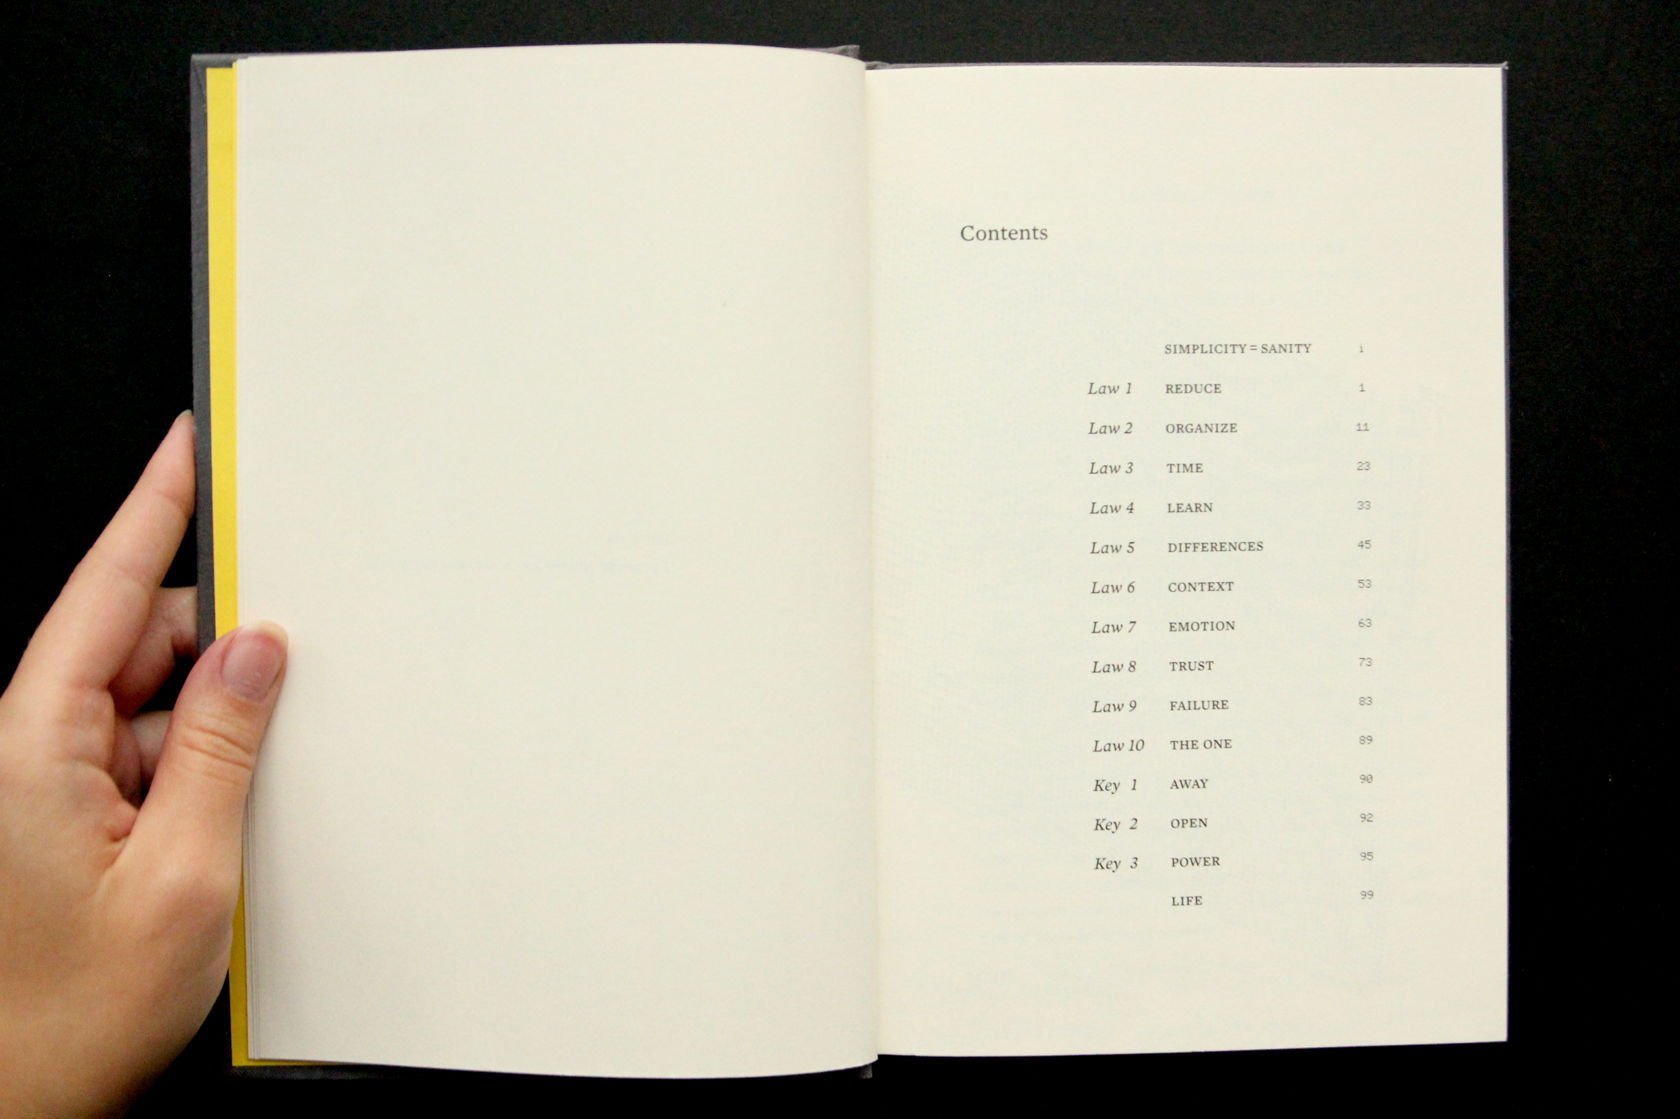 Contents
SIMPLICITY = SANITY i
Law 1 REDUCE 1
Law 2 ORGANIZE 11
Law 3 TIME 23
Law 4 LEARN 33
Law 5 DIFFERENCES 45
Law 6 CONTEXT 53
Law 7 EMOTION 63
Law 8 TRUST 73
Law 9 FAILURE 83
Law 10 THE ONE 89
Key 1 AWAY 90
Key 2 OPEN 92
Key 3 POWER 95
LIFE 99